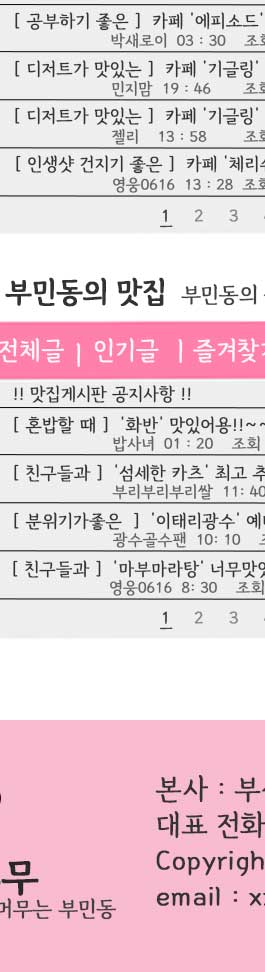 [ 공부하기 좋은 ] 카페 '에피소드'
박새로이 03 : 30 조회
[ 디저트가 맛있는 ] 카페 '기글링'
민지맘 19 : 46 조회
[ 디저트가 맛있는 ] 카페 '기글링'
젤리 13 : 58 조회
[ 인생샷 건지기 좋은 ] 카페 '체리
영웅0616 13 : 28 조회
1 2 3
부민동의 맛집 부민동의
전체글 | 인기글 | 즐겨찾기
!! 맛집게시판 공지사항 !!
[ 혼밥할 때 ] '화반' 맛있어용!!~~
밥사녀 01 : 20 조회
[ 친구들과 ] '섬세한 카츠' 최고 추
부리부리부리쌀 11: 40
[ 분위기가좋은 ] '이태리광수' 예
광수골수팬 10: 10
[ 친구들과 ] '마부마라탕' 너무맛있
영웅0616 8: 30 조회
1 2 3
본사 : 부
대표 전화
무 Copyrigh
머무는 부민동 email : x